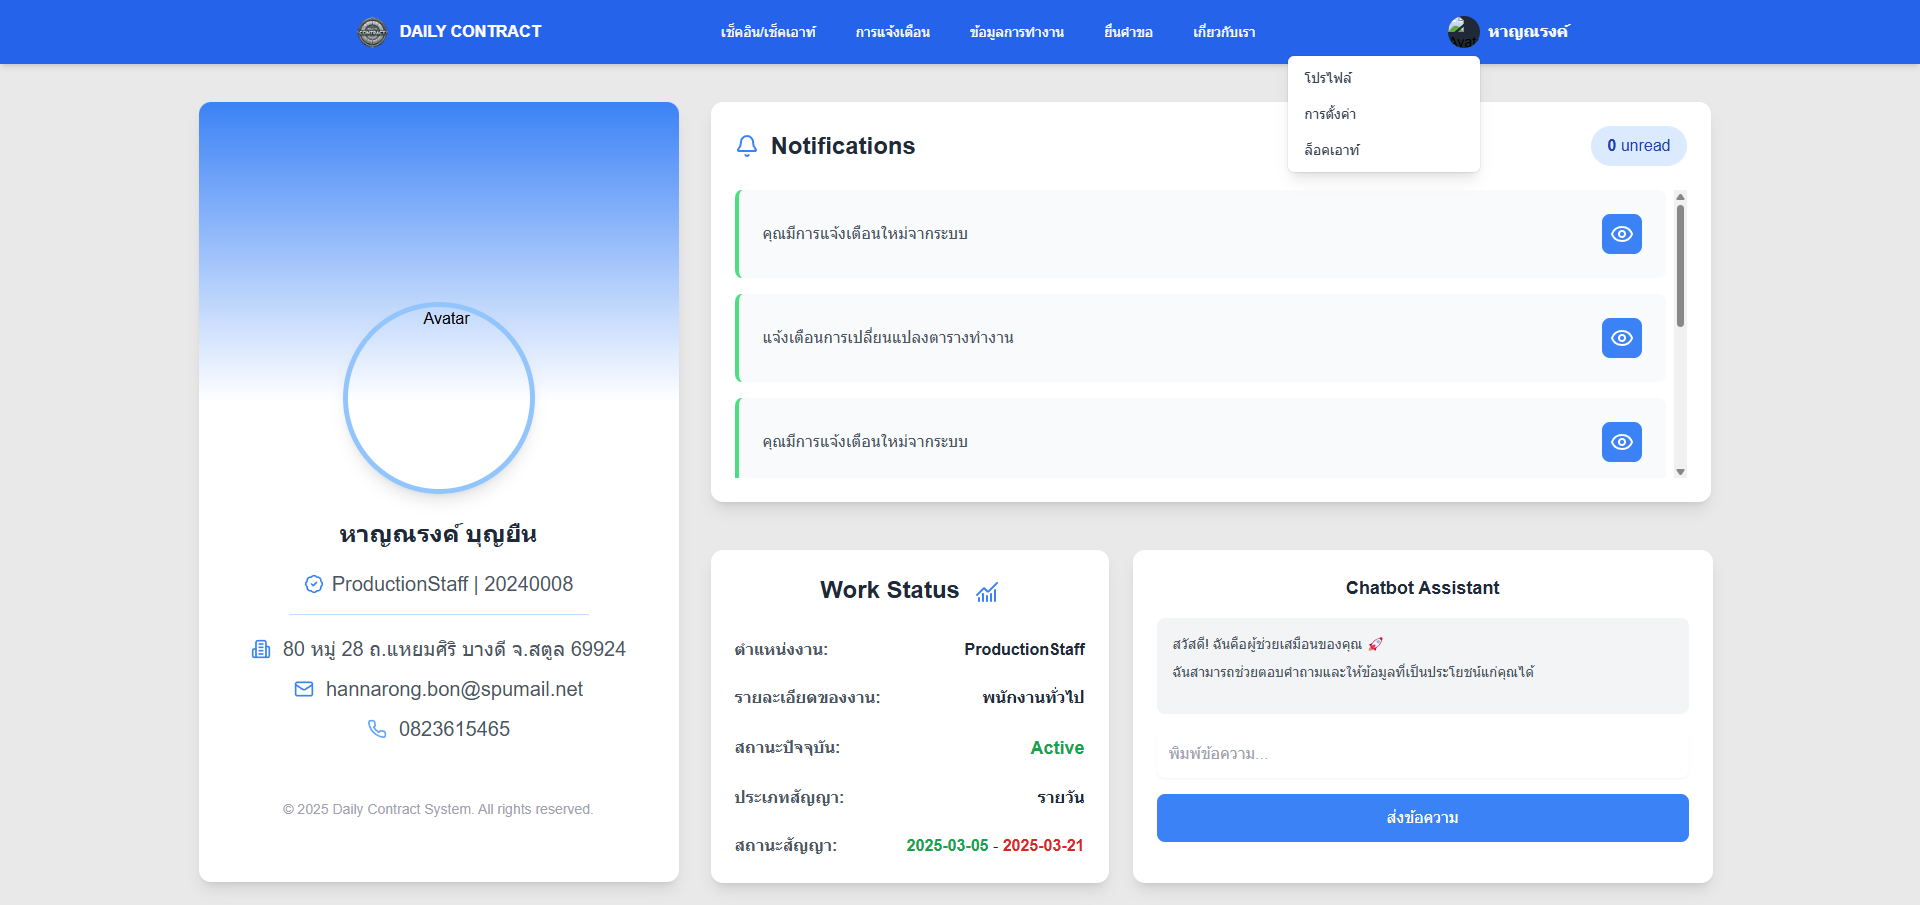 DAILY CONTRACT
เช็คอิน/เช็คเอาท์
การแจ้งเตือน
ข้อมูลการทำงาน
ยื่นคำขอ
เกี่ยวกับเรา
หาญณรงค์
โปรไฟล์
การตั้งค่า
ล็อคเอาท์
Avatar
หาญณรงค์ บุญยืน
ProductionStaff | 20240008
80 หมู่ 28 ถ.แหยมศิริ บางดี จ.สตูล 69924
hannarong.bon@spumail.net
0823615465
© 2025 Daily Contract System. All rights reserved.
Notifications
0 unread
คุณมีการแจ้งเตือนใหม่จากระบบ
แจ้งเตือนการเปลี่ยนแปลงตารางทำงาน
คุณมีการแจ้งเตือนใหม่จากระบบ
Work Status
ตำแหน่งงาน: ProductionStaff
รายละเอียดของงาน: พนักงานทั่วไป
สถานะปัจจุบัน: Active
ประเภทสัญญา: รายวัน
สถานะสัญญา: 2025-03-05 - 2025-03-21
Chatbot Assistant
สวัสดี! ฉันคือผู้ช่วยเสมือนของคุณ 🚀
ฉันสามารถช่วยตอบคำถามและให้ข้อมูลที่เป็นประโยชน์แก่คุณได้
พิมพ์ข้อความ...
ส่งข้อความ